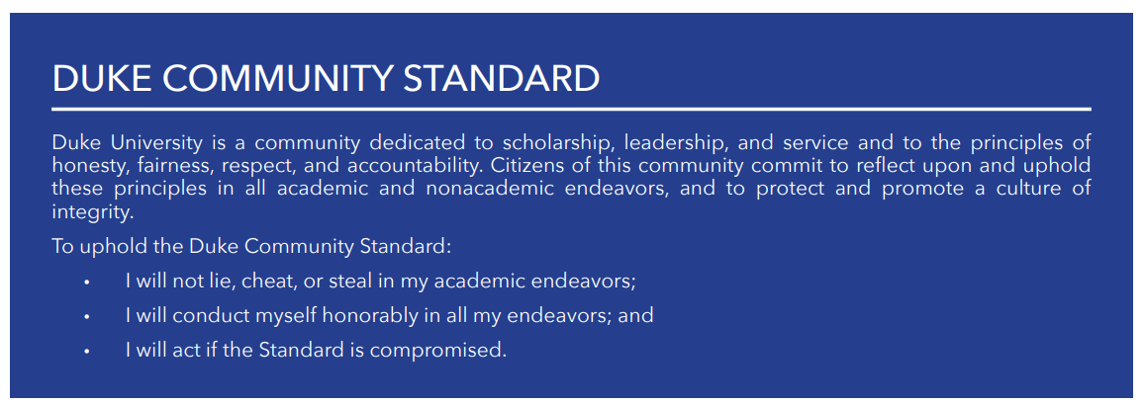 DUKE COMMUNITY STANDARD
Duke University is a community dedicated to scholarship, leadership, and service and to the principles of
honesty, fairness, respect, and accountability. Citizens of this community commit to reflect upon and uphold
these principles in all academic and nonacademic endeavors, and to protect and promote a culture of
integrity.
To uphold the Duke Community Standard:
• I will not lie, cheat, or steal in my academic endeavors;
• I will conduct myself honorably in all my endeavors; and
• I will act if the Standard is compromised.